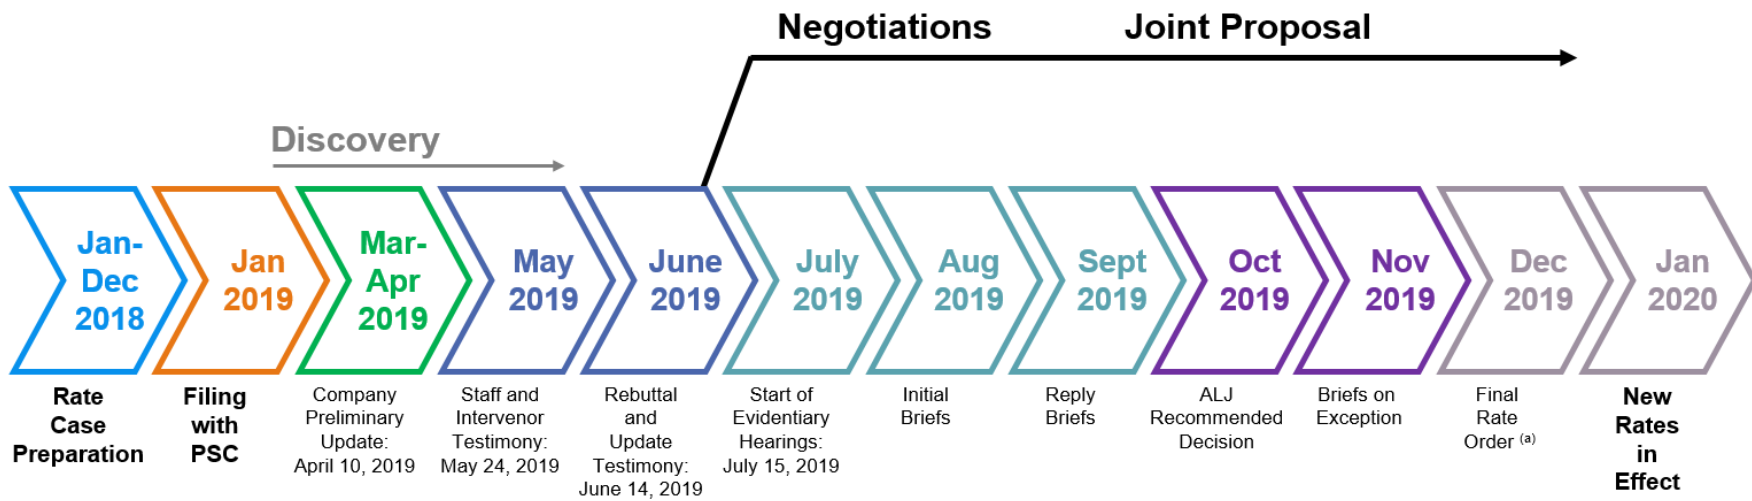 Negotiations
Joint Proposal
Discovery
Jan-
Dec
2018
Jan
2019
Mar-
Apr
2019
May
2019
June
2019
July
2019
Aug
2019
Sept
2019
Oct
2019
Nov
2019
Dec
2019
Jan
2020
Rate
Case
Preparation
Filing
with
PSC
Company
Preliminary
Update:
April 10, 2019
Staff and
Intervenor
Testimony:
May 24, 2019
Rebuttal
and
Update
Testimony:
June 14, 2019
Start of
Evidentiary
Hearings:
July 15, 2019
Initial
Briefs
Reply
Briefs
ALJ
Recommended
Decision
Briefs on
Exception
Final
Rate
Order (a)
New
Rates
in
Effect